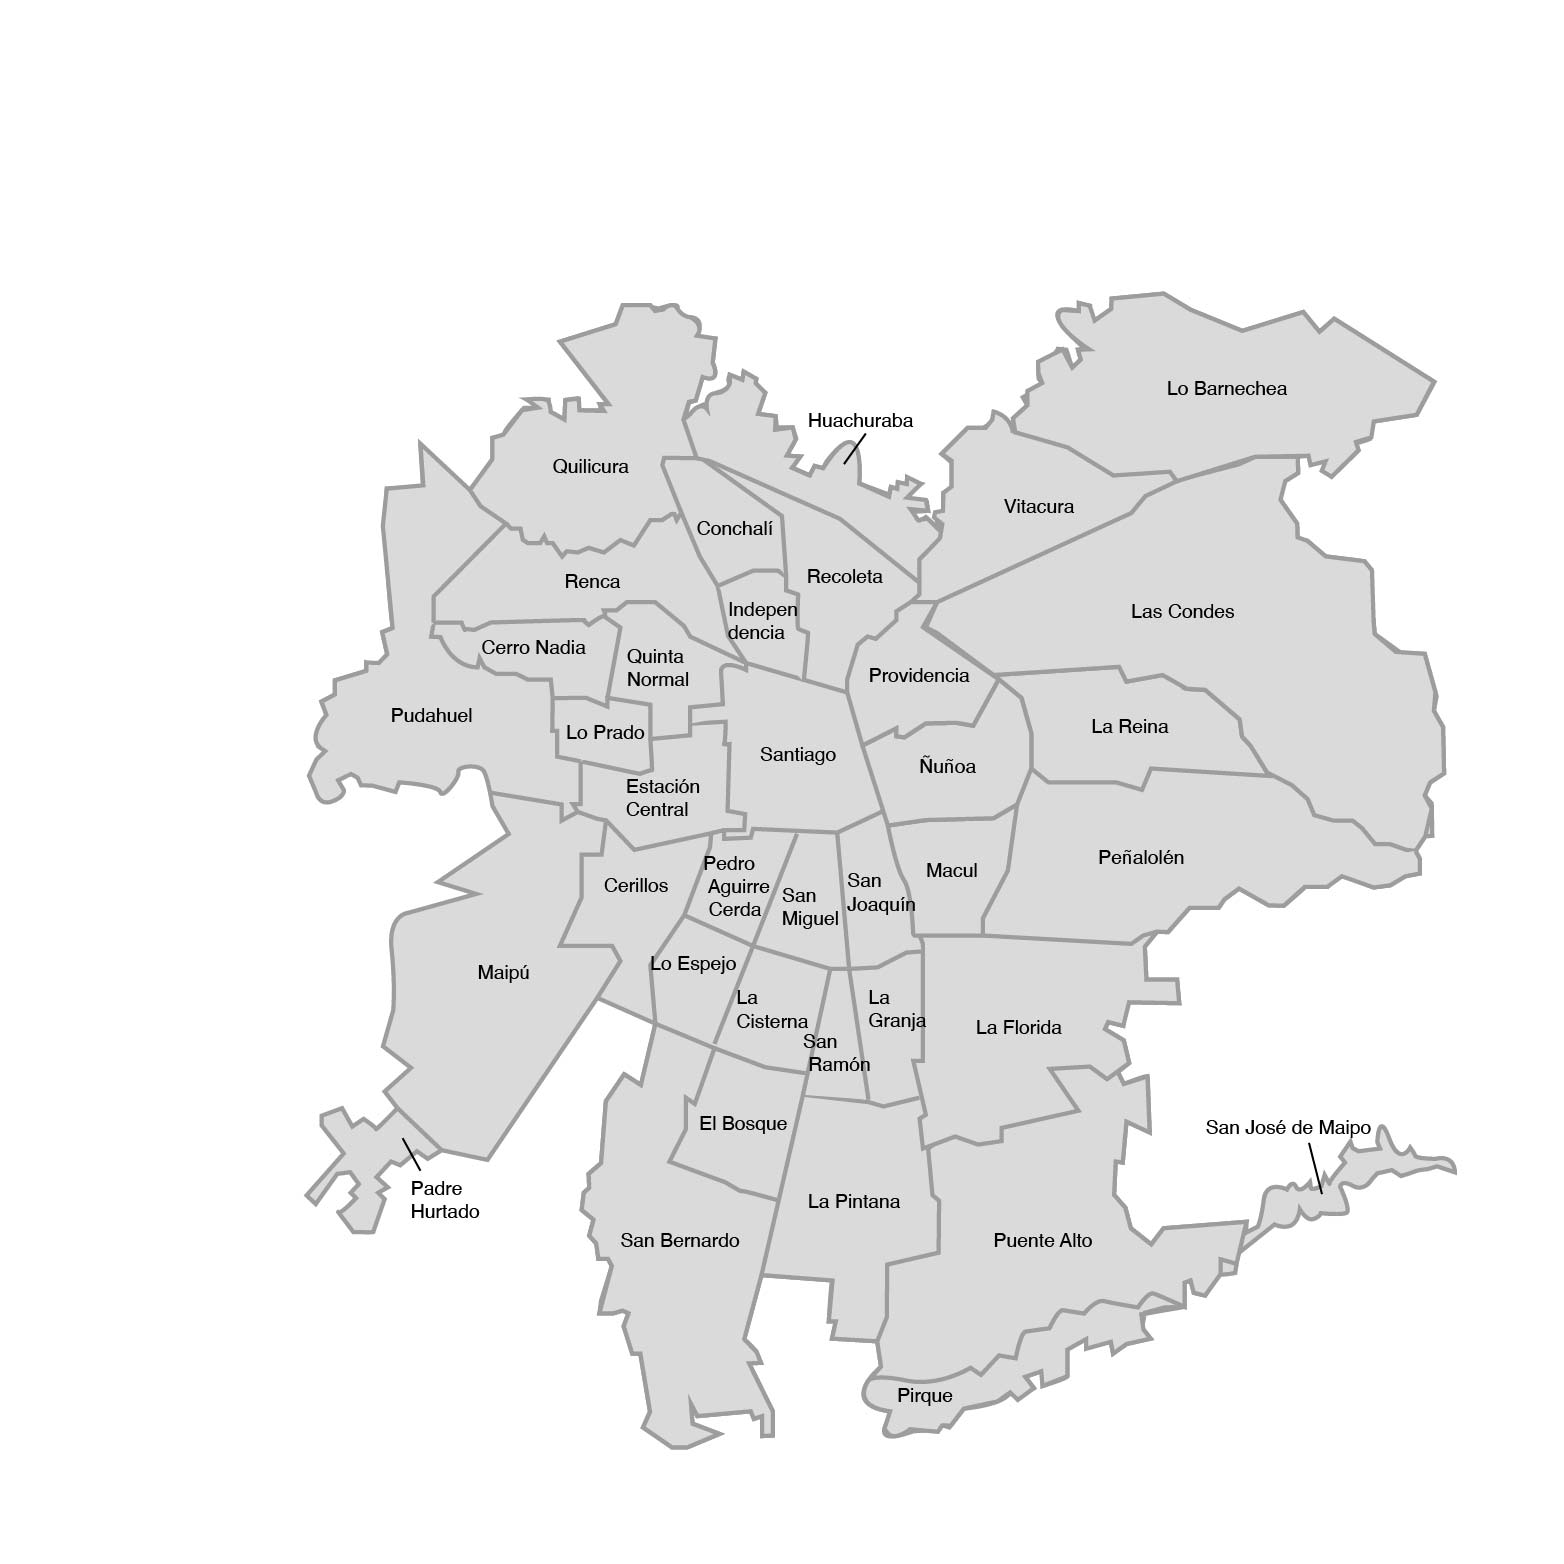 Lo Barnechea
Huachuraba
Quilicura
Vitacura
Conchalí
Renca
Recoleta
Las Condes
Indepen
dencia
Cerro Nadia
Quinta
Normal
Providencia
Pudahuel
Lo Prado
La Reina
Santiago
Ñuñoa
Estación
Central
Peñalolén
Pedro
Aguirre
Cerda
Cerillos
San
Miguel
San
Joaquín
Macul
Lo Espejo
Maipú
La
Cisterna
La
Granja
La Florida
San
Ramón
El Bosque
San José de Maipo
Padre
Hurtado
La Pintana
San Bernardo
Puente Alto
Pirque